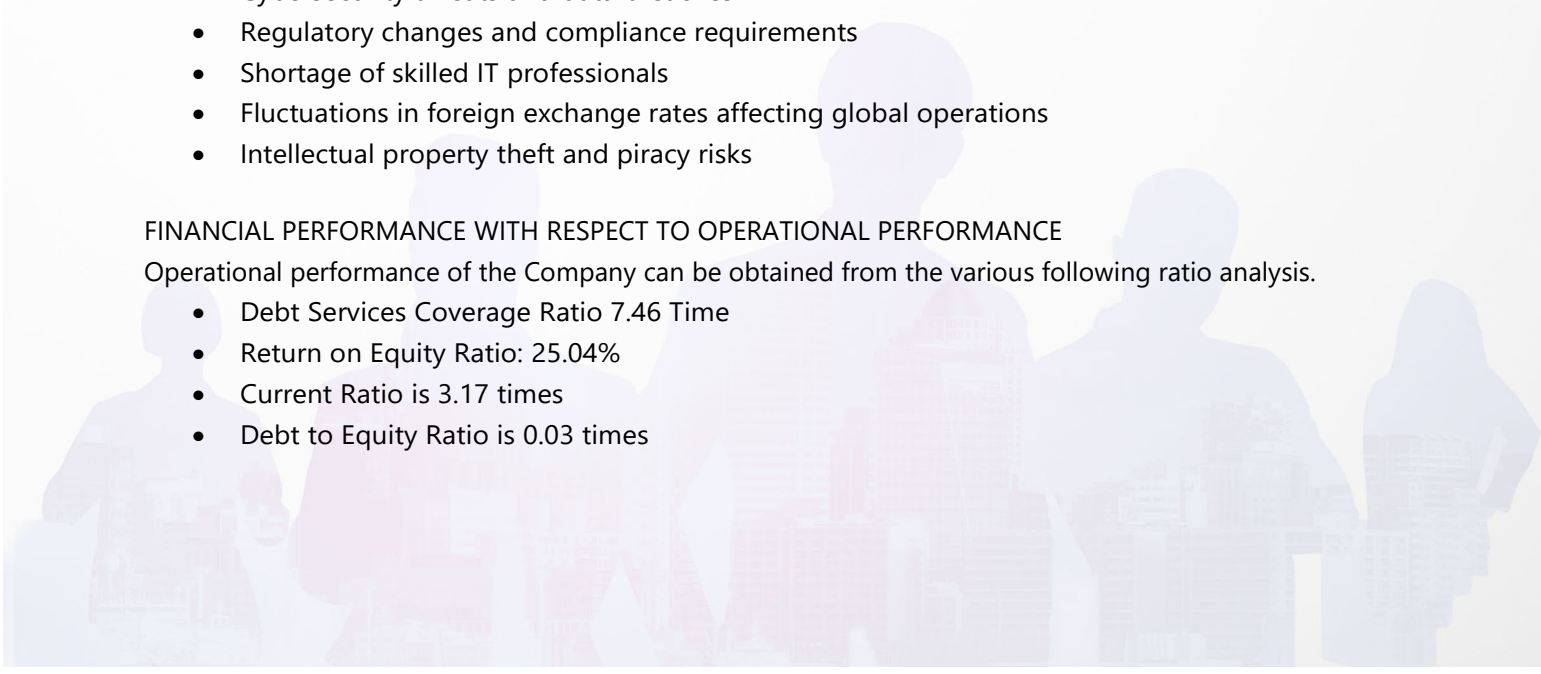 • Regulatory changes and compliance requirements
• Shortage of skilled IT professionals
• Fluctuations in foreign exchange rates affecting global operations
• Intellectual property theft and piracy risks
FINANCIAL PERFORMANCE WITH RESPECT TO OPERATIONAL PERFORMANCE
Operational performance of the Company can be obtained from the various following ratio analysis.
• Debt Services Coverage Ratio 7.46 Time
• Return on Equity Ratio: 25.04%
• Current Ratio is 3.17 times
• Debt to Equity Ratio is 0.03 times